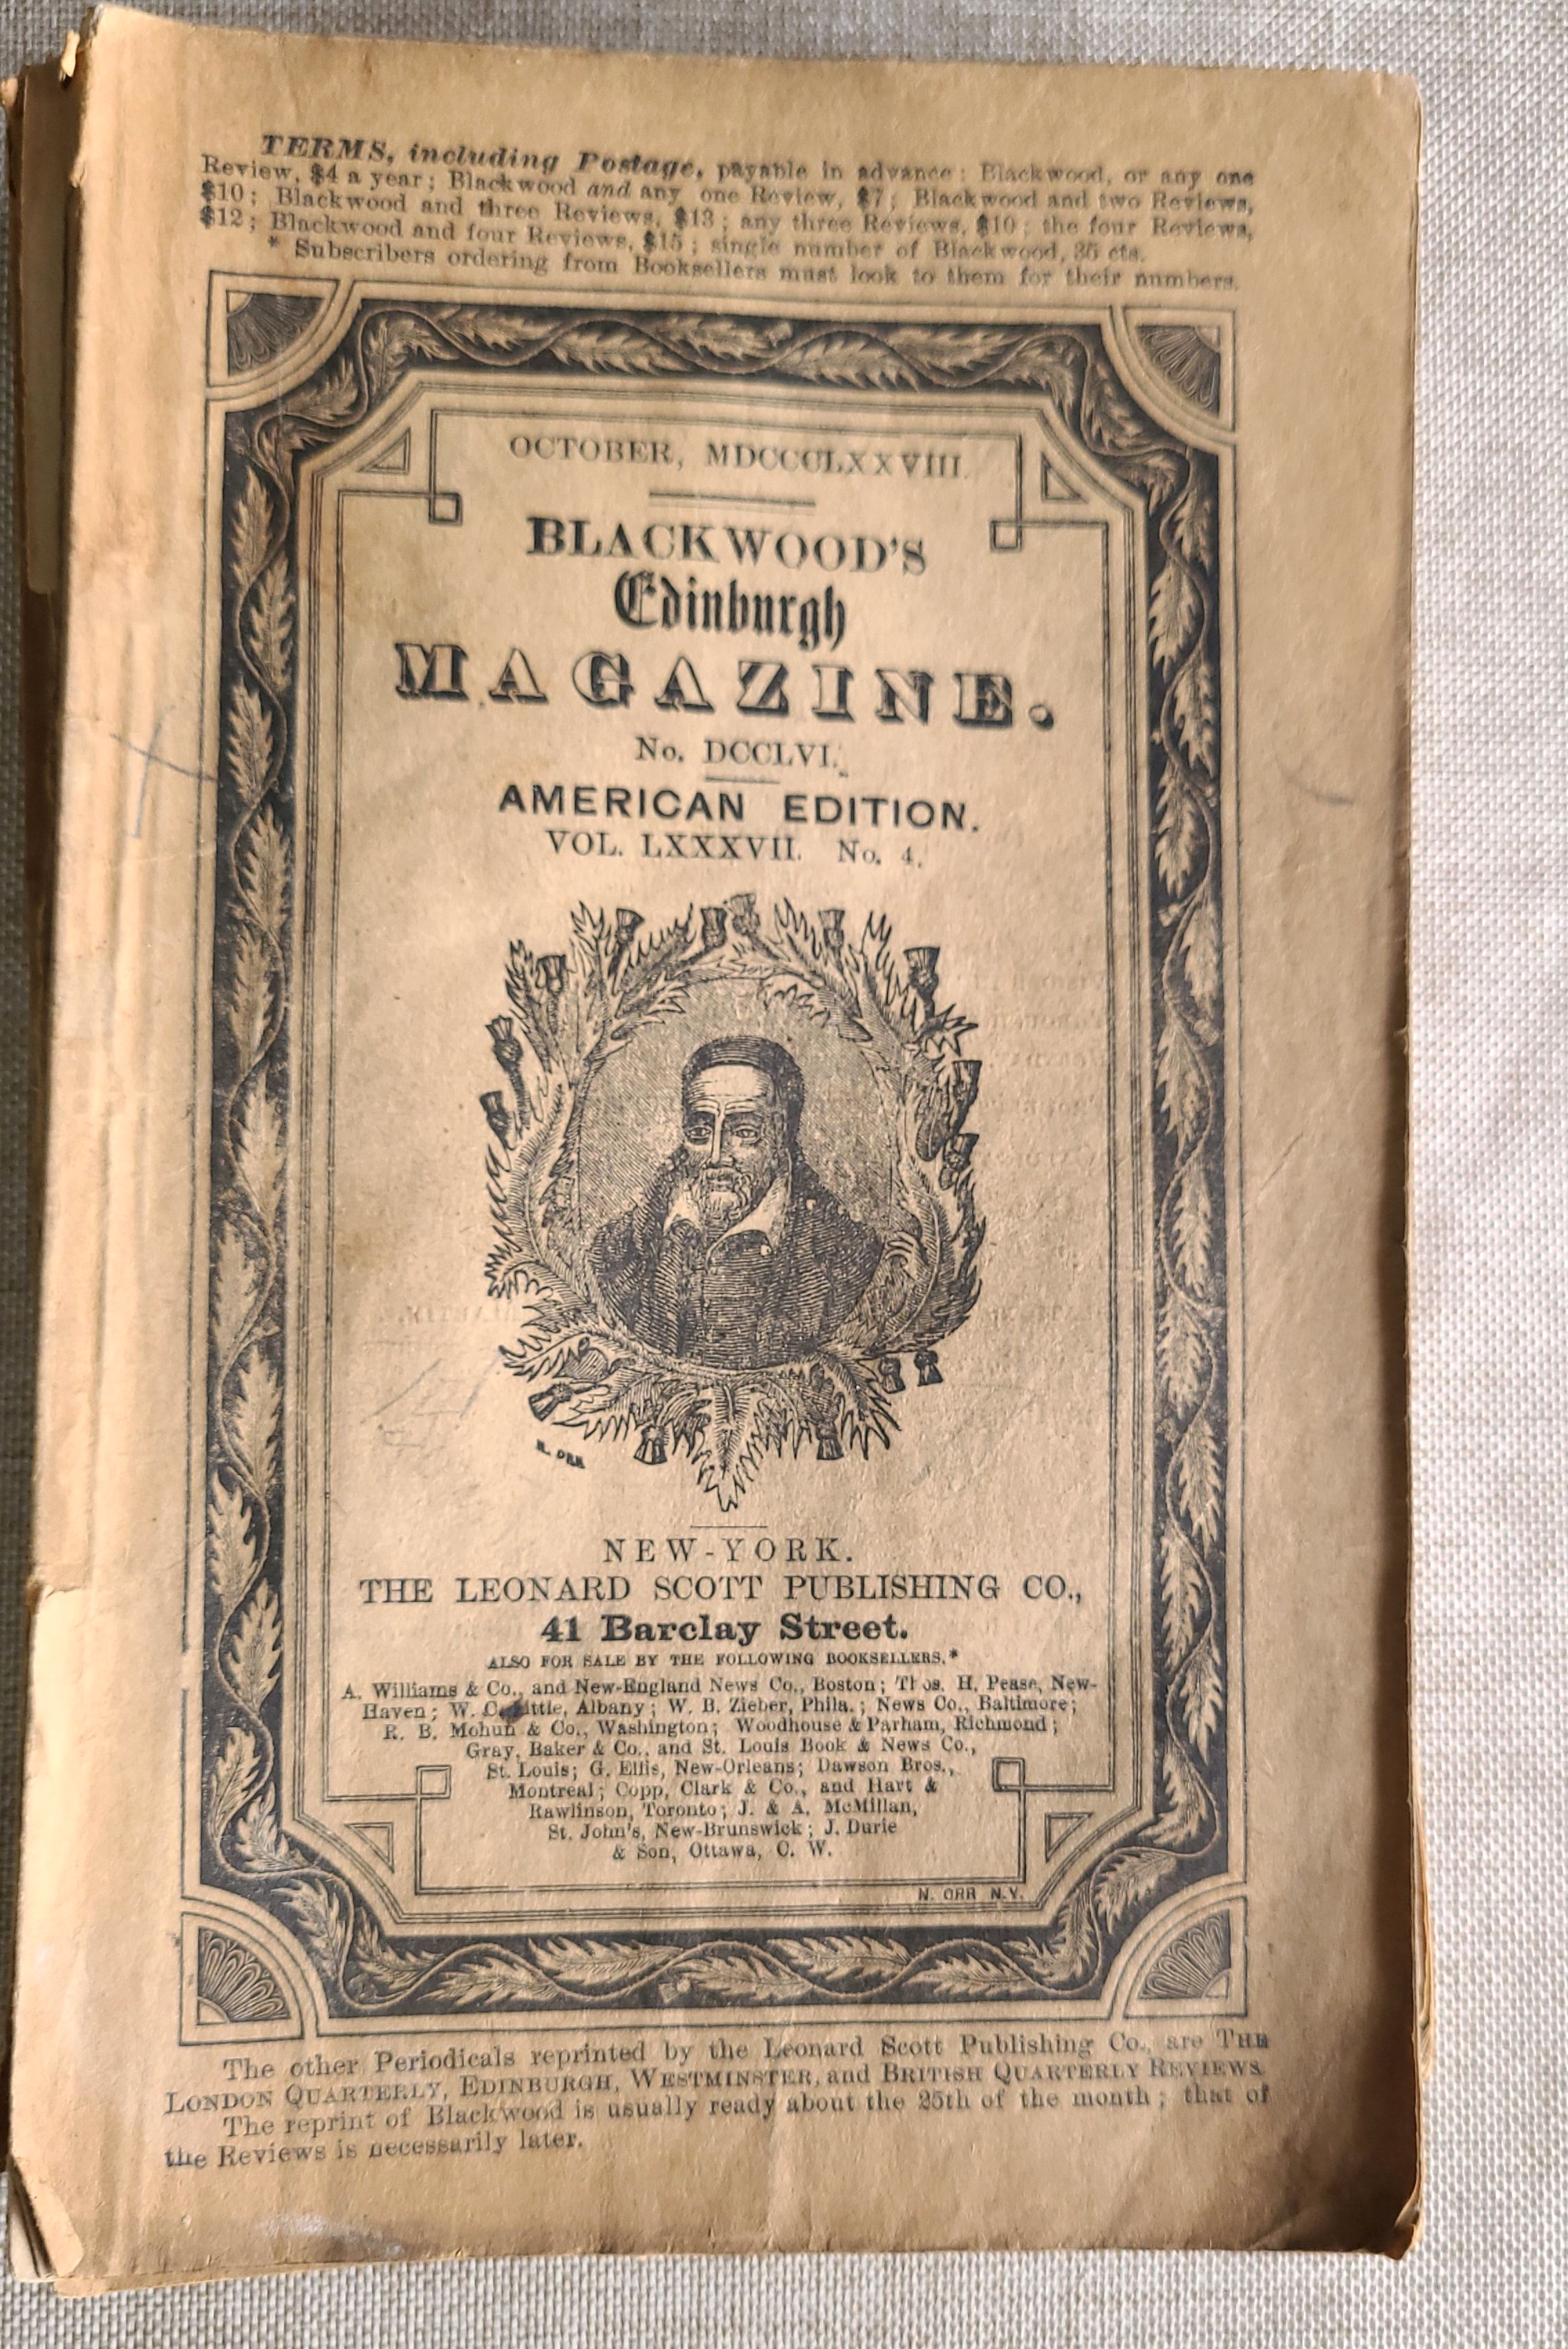 TERMS, including Postage, payable in advance: Blackwood, or any one
Review, $4 a year; Blackwood and any one Review, $7; Blackwood and two Reviews,
$10; Blackwood and three Reviews, $13; any three Reviews, $10; the four Reviews,
$12; Blackwood and four Reviews, $15; single number of Blackwood, 35 cts.
* Subscribers ordering from Booksellers must look to them for their numbers.
OCTOBER, MDCCCLXXVIII.
BLACKWOOD'S
Edinburgh
MAGAZINE.
No. DCCLVI.
AMERICAN EDITION.
VOL. LXXXVII. No. 4.
N. ORR
NEW-YORK.
THE LEONARD SCOTT PUBLISHING CO.,
41 Barclay Street.
ALSO FOR SALE BY THE FOLLOWING BOOKSELLERS.*
A. Williams & Co., and New-England News Co., Boston; Thos. H. Pease, New-
Haven; W. C. Little, Albany; W. B. Zieber, Phila.; News Co., Baltimore;
R. B. Mohun & Co., Washington; Woodhouse & Parham, Richmond;
Gray, Baker & Co., and St. Louis Book & News Co.,
St. Louis; G. Ellis, New-Orleans; Dawson Bros.,
Montreal; Copp, Clark & Co., and Hart &
Rawlinson, Toronto; J. & A. McMillan,
St. John's, New-Brunswick; J. Durie
& Son, Ottawa, C. W.
N. ORR N.Y.
The other Periodicals reprinted by the Leonard Scott Publishing Co., are THE
LONDON QUARTERLY, EDINBURGH, WESTMINSTER, and BRITISH QUARTERLY REVIEWS.
The reprint of Blackwood is usually ready about the 25th of the month; that of
the Reviews is necessarily later.